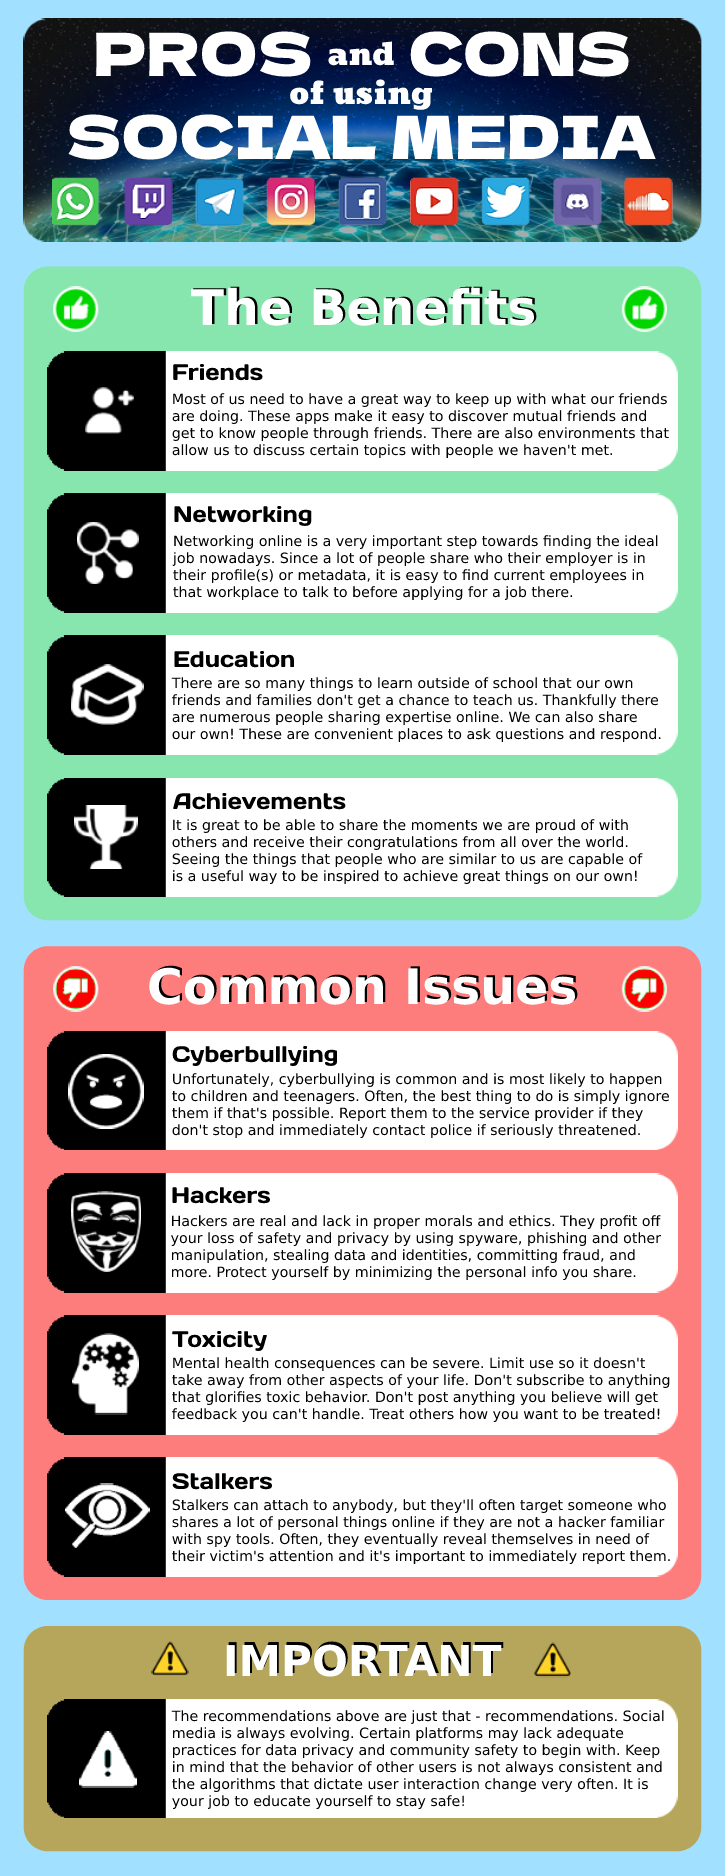 PROS and CONS
of using
SOCIAL MEDIA
The Benefits
Friends
Most of us need to have a great way to keep up with what our friends
are doing. These apps make it easy to discover mutual friends and
get to know people through friends. There are also environments that
allow us to discuss certain topics with people we haven't met.
Networking
Networking online is a very important step towards finding the ideal
job nowadays. Since a lot of people share who their employer is in
their profile(s) or metadata, it is easy to find current employees in
that workplace to talk to before applying for a job there.
Education
There are so many things to learn outside of school that our own
friends and families don't get a chance to teach us. Thankfully there
are numerous people sharing expertise online. We can also share
our own! These are convenient places to ask questions and respond.
Achievements
It is great to be able to share the moments we are proud of with
others and receive their congratulations from all over the world.
Seeing the things that people who are similar to us are capable of
is a useful way to be inspired to achieve great things on our own!
Common Issues
Cyberbullying
Unfortunately, cyberbullying is common and is most likely to happen
to children and teenagers. Often, the best thing to do is simply ignore
them if that's possible. Report them to the service provider if they
don't stop and immediately contact police if seriously threatened.
Hackers
Hackers are real and lack in proper morals and ethics. They profit off
your loss of safety and privacy by using spyware, phishing and other
manipulation, stealing data and identities, committing fraud, and
more. Protect yourself by minimizing the personal info you share.
Toxicity
Mental health consequences can be severe. Limit use so it doesn't
take away from other aspects of your life. Don't subscribe to anything
that glorifies toxic behavior. Don't post anything you believe will get
feedback you can't handle. Treat others how you want to be treated!
Stalkers
Stalkers can attach to anybody, but they'll often target someone who
shares a lot of personal things online if they are not a hacker familiar
with spy tools. Often, they eventually reveal themselves in need of
their victim's attention and it's important to immediately report them.
IMPORTANT
The recommendations above are just that - recommendations. Social
media is always evolving. Certain platforms may lack adequate
practices for data privacy and community safety to begin with. Keep
in mind that the behavior of other users is not always consistent and
the algorithms that dictate user interaction change very often. It is
your job to educate yourself to stay safe!